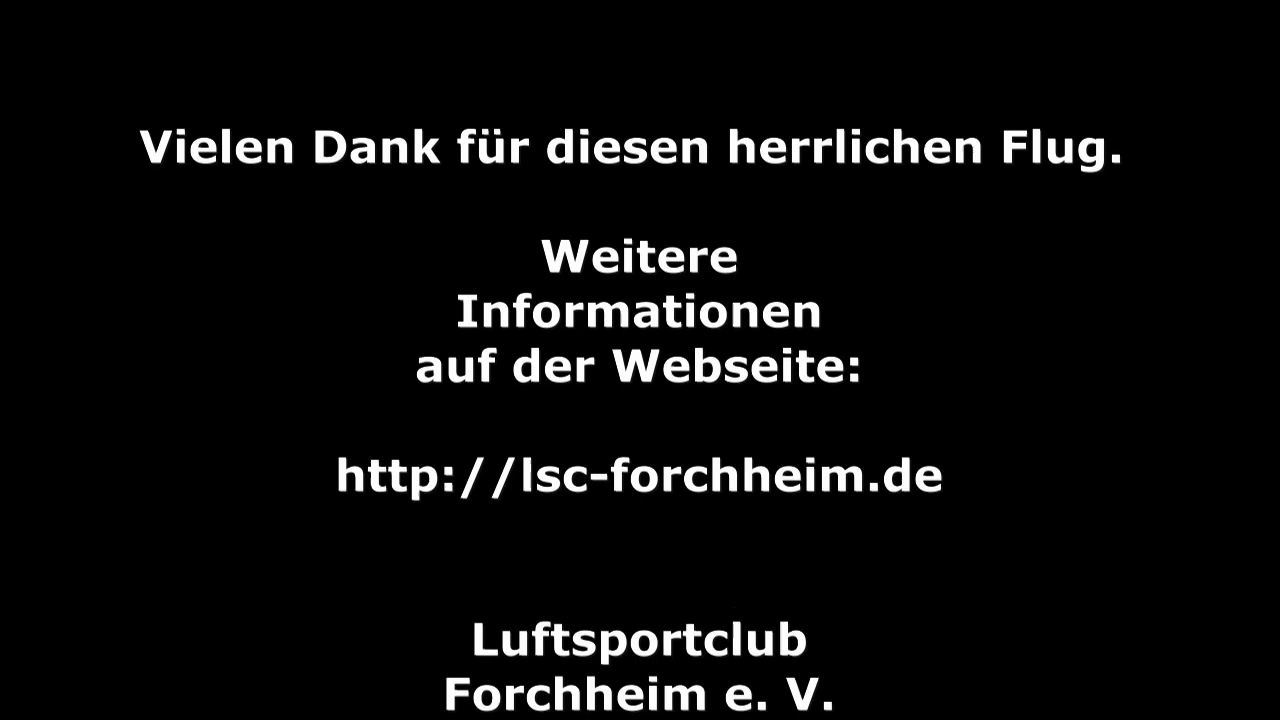 Vielen Dank für diesen herrlichen Flug.
Weitere
Informationen
auf der Webseite:
http://lsc-forchheim.de
Luftsportclub
Forchheim e. V.